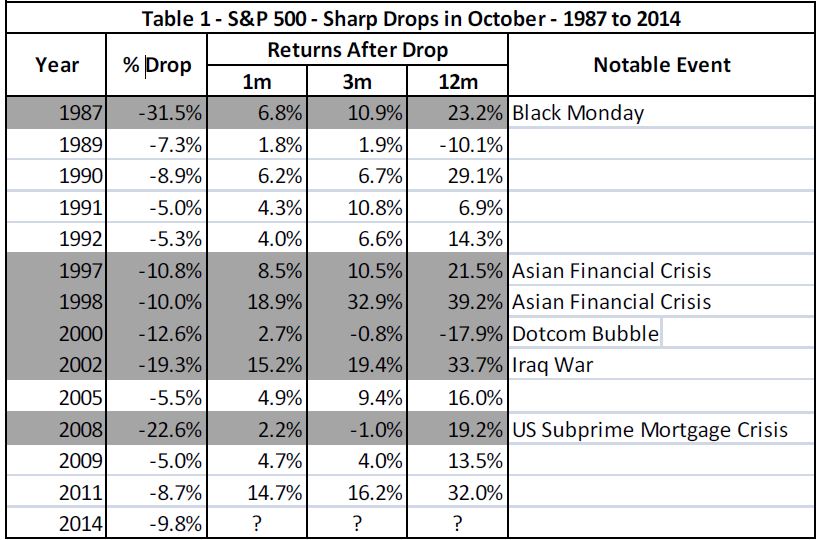 Table 1 - S&P 500 - Sharp Drops in October - 1987 to 2014
Year % Drop Returns After Drop Notable Event
1m 3m 12m
1987 -31.5% 6.8% 10.9% 23.2% Black Monday
1989 -7.3% 1.8% 1.9% -10.1%
1990 -8.9% 6.2% 6.7% 29.1%
1991 -5.0% 4.3% 10.8% 6.9%
1992 -5.3% 4.0% 6.6% 14.3%
1997 -10.8% 8.5% 10.5% 21.5% Asian Financial Crisis
1998 -10.0% 18.9% 32.9% 39.2% Asian Financial Crisis
2000 -12.6% 2.7% -0.8% -17.9% Dotcom Bubble
2002 -19.3% 15.2% 19.4% 33.7% Iraq War
2005 -5.5% 4.9% 9.4% 16.0%
2008 -22.6% 2.2% -1.0% 19.2% US Subprime Mortgage Crisis
2009 -5.0% 4.7% 4.0% 13.5%
2011 -8.7% 14.7% 16.2% 32.0%
2014 -9.8% ? ? ?